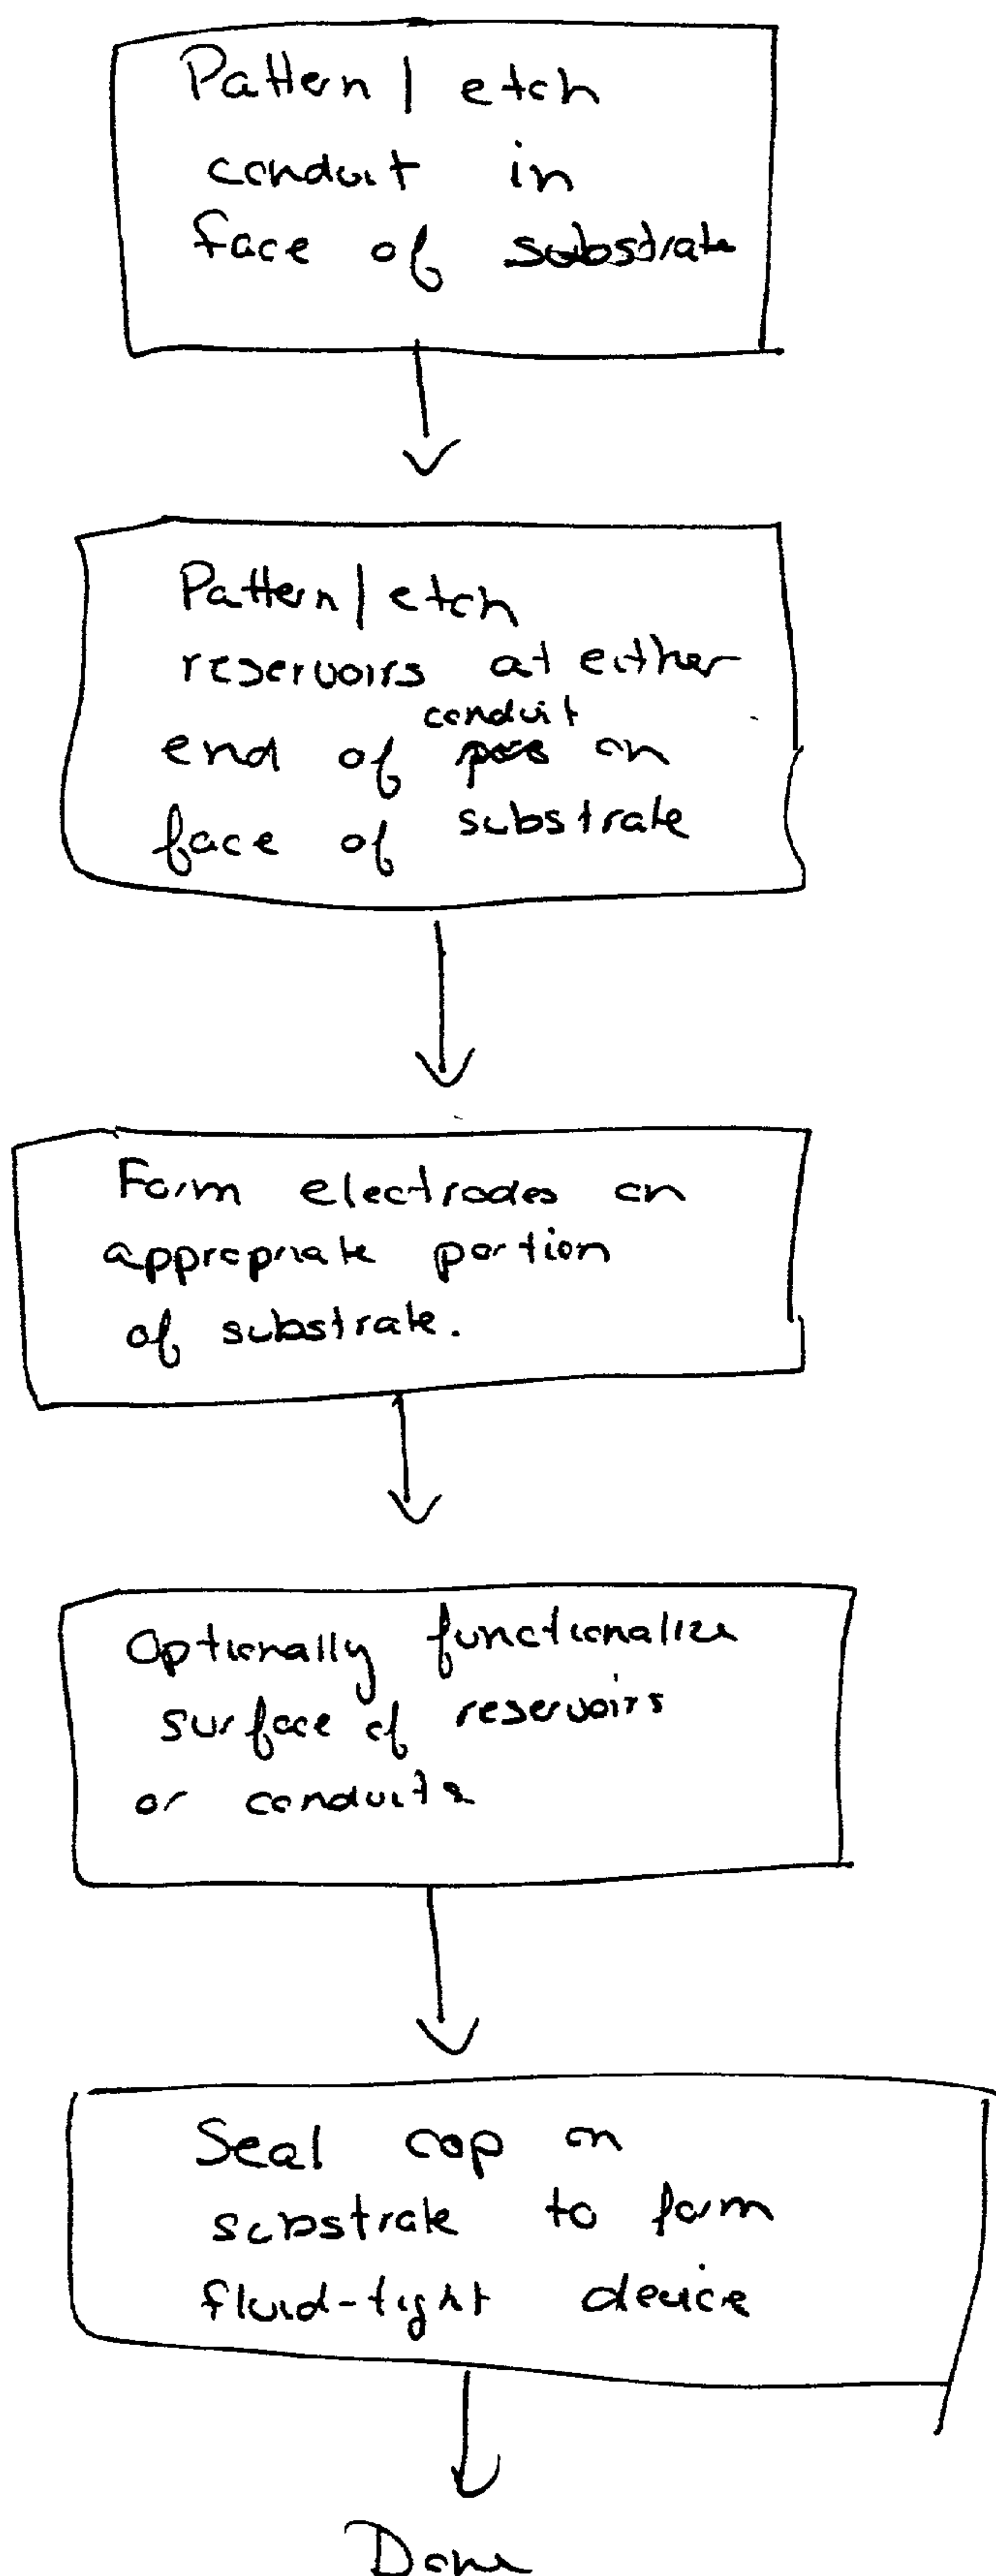 Pattern / etch
conduit in
face of substrate
Pattern / etch
reservoirs at either
conduit
end of on
face of substrate
Form electrodes on
appropriate portion
of substrate.
Optionally functionalize
surface of reservoirs
or conduits
Seal cap on
substrate to form
fluid-tight device
Done